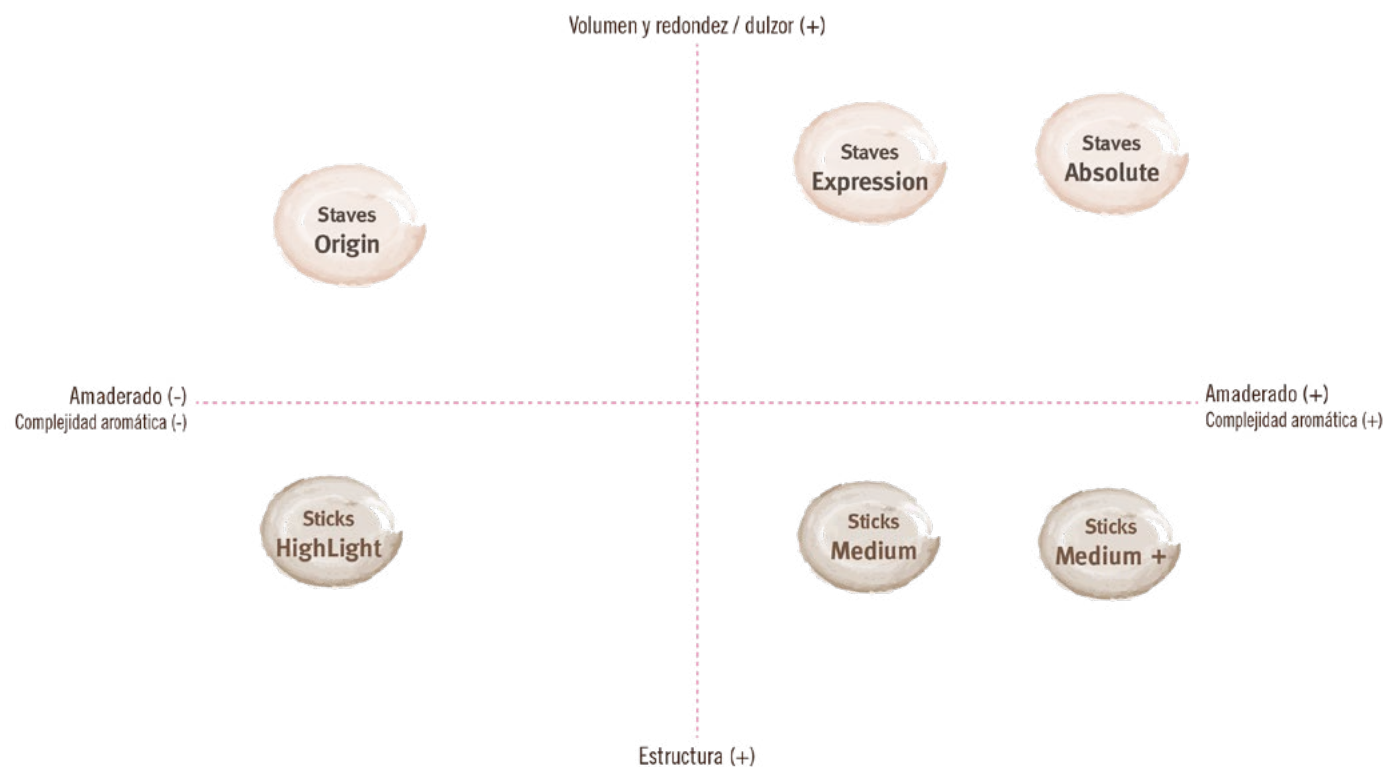 Volumen y redondez / dulzor (+)
Staves
Expression
Staves
Absolute
Staves
Origin
Amaderado (-)
Complejidad aromática (-)
Amaderado (+)
Complejidad aromática (+)
Sticks
HighLight
Sticks
Medium
Sticks
Medium +
Estructura (+)